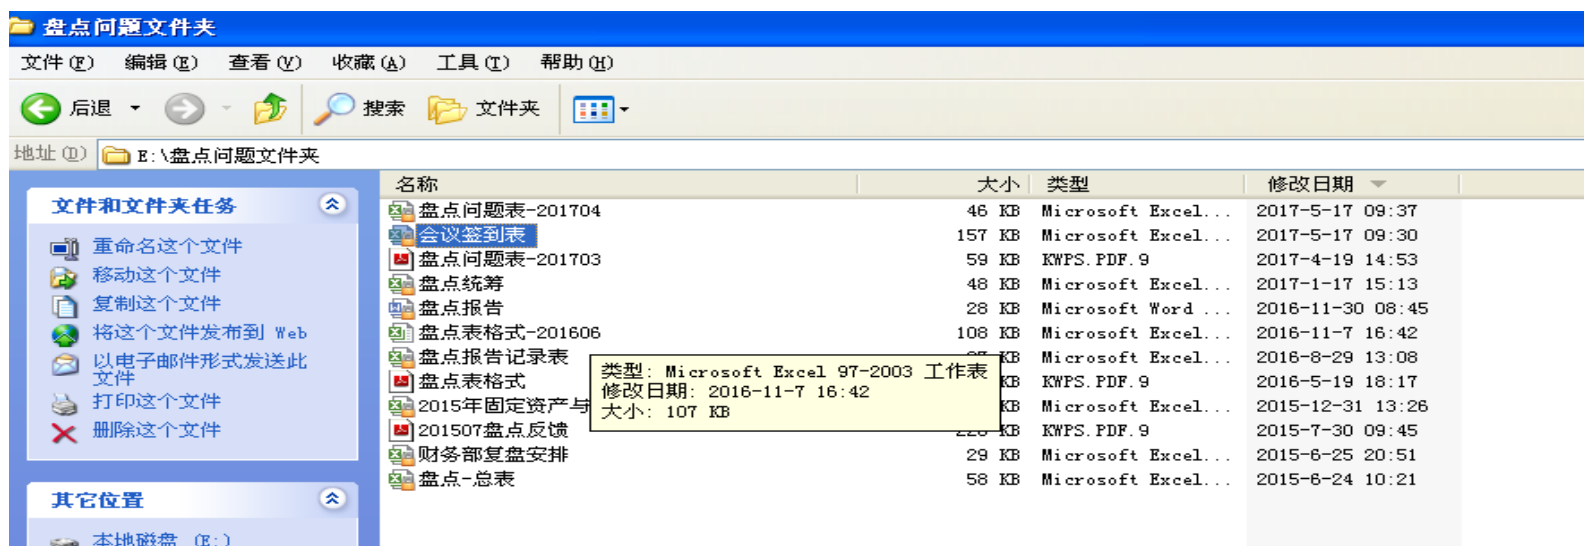 盘点问题文件夹
文件(F) 编辑(E) 查看(V) 收藏(A) 工具(T) 帮助(H)
后退 搜索 文件夹
地址(D) E:\盘点问题文件夹
名称 大小 类型 修改日期
文件和文件夹任务
重命名这个文件
移动这个文件
复制这个文件
将这个文件发布到 Web
以电子邮件形式发送此
文件
打印这个文件
删除这个文件
其它位置
本地磁盘 (E:)
盘点问题表-201704 46 KB Microsoft Excel... 2017-5-17 09:37
会议签到表 157 KB Microsoft Excel... 2017-5-17 09:30
盘点问题表-201703 59 KB KWPS.PDF.9 2017-4-19 14:53
盘点统筹 48 KB Microsoft Excel... 2017-1-17 15:13
盘点报告 28 KB Microsoft Word ... 2016-11-30 08:45
盘点表格式-201606 108 KB Microsoft Excel... 2016-11-7 16:42
盘点报告记录表 KB Microsoft Excel... 2016-8-29 13:08
盘点表格式 KB KWPS.PDF.9 2016-5-19 18:17
2015年固定资产与 KB Microsoft Excel... 2015-12-31 13:26
201507盘点反馈 KB KWPS.PDF.9 2015-7-30 09:45
财务部复盘安排 29 KB Microsoft Excel... 2015-6-25 20:51
盘点-总表 58 KB Microsoft Excel... 2015-6-24 10:21
类型: Microsoft Excel 97-2003 工作表
修改日期: 2016-11-7 16:42
大小: 107 KB